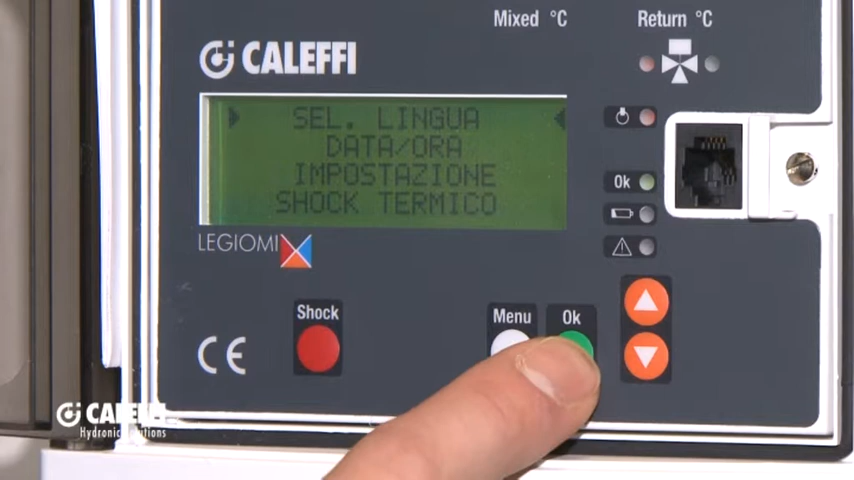 Mixed °C
Return °C
CALEFFI
SEL. LINGUA
DATA/ORA
IMPOSTAZIONE
SHOCK TERMICO
Ok
LEGIOMIX
Shock
Menu
Ok
CE
CALEFFI
Hydronic Solutions